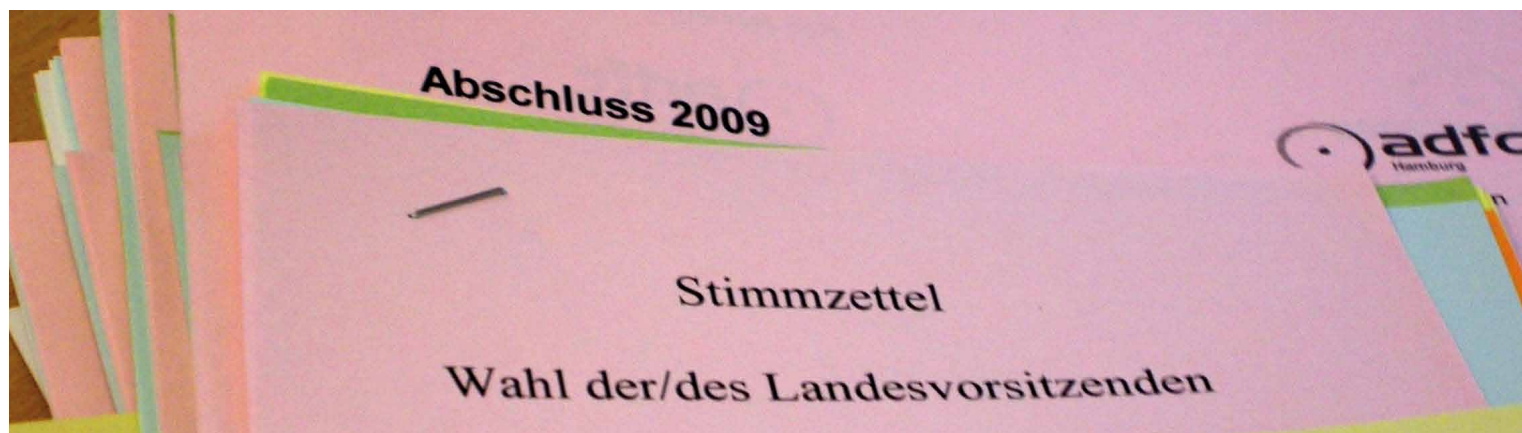 Abschluss 2009
adfc
Hamburg
n
Stimmzettel
Wahl der/des Landesvorsitzenden